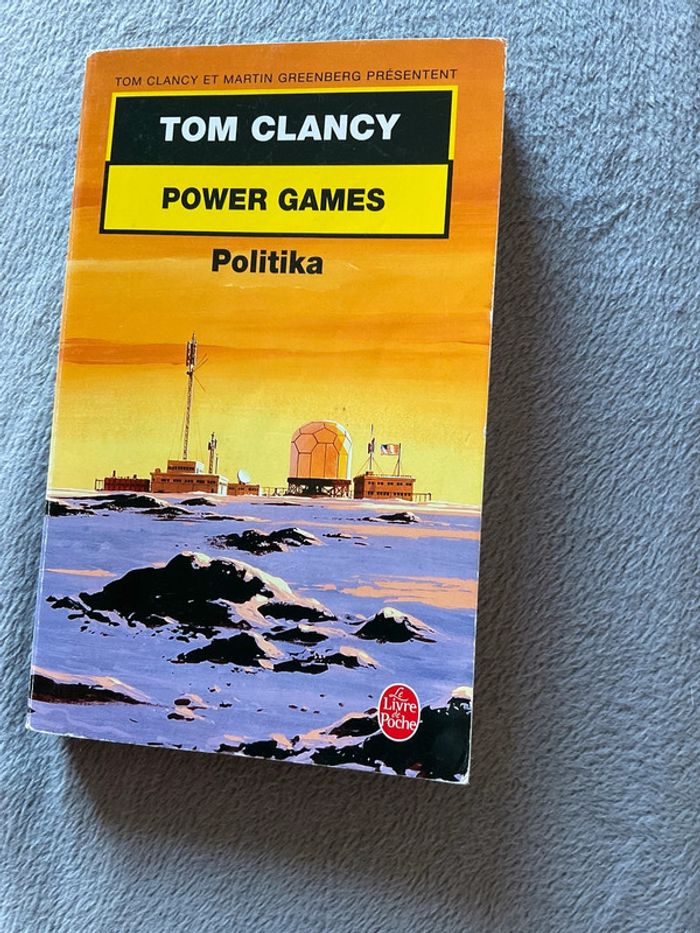 TOM CLANCY ET MARTIN GREENBERG PRÉSENTENT
TOM CLANCY
POWER GAMES
Politika
Le
Livre
de
Poche